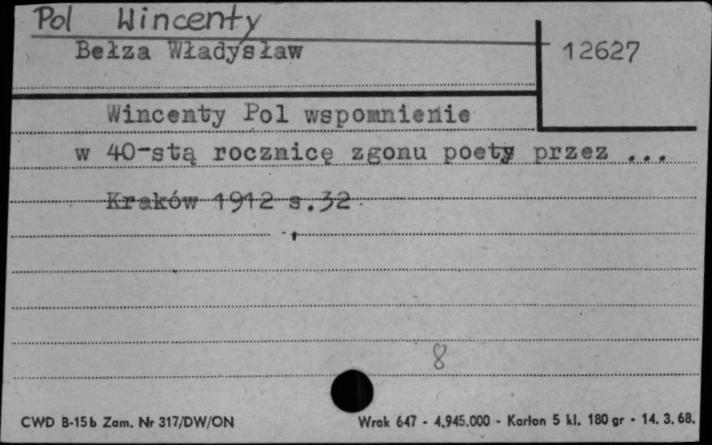 Pol Wincenty
Bełza Władysław
12627
Wincenty Pol wspomnienie
w 40-stą rocznicę zgonu poety przez ...
Kraków 1912 s.32
8
CWD B-15b Zam. Nr 317/DW/ON Wrak 647 - 4,945.000 - Karton 5 kl. 180 gr - 14. 3. 68.